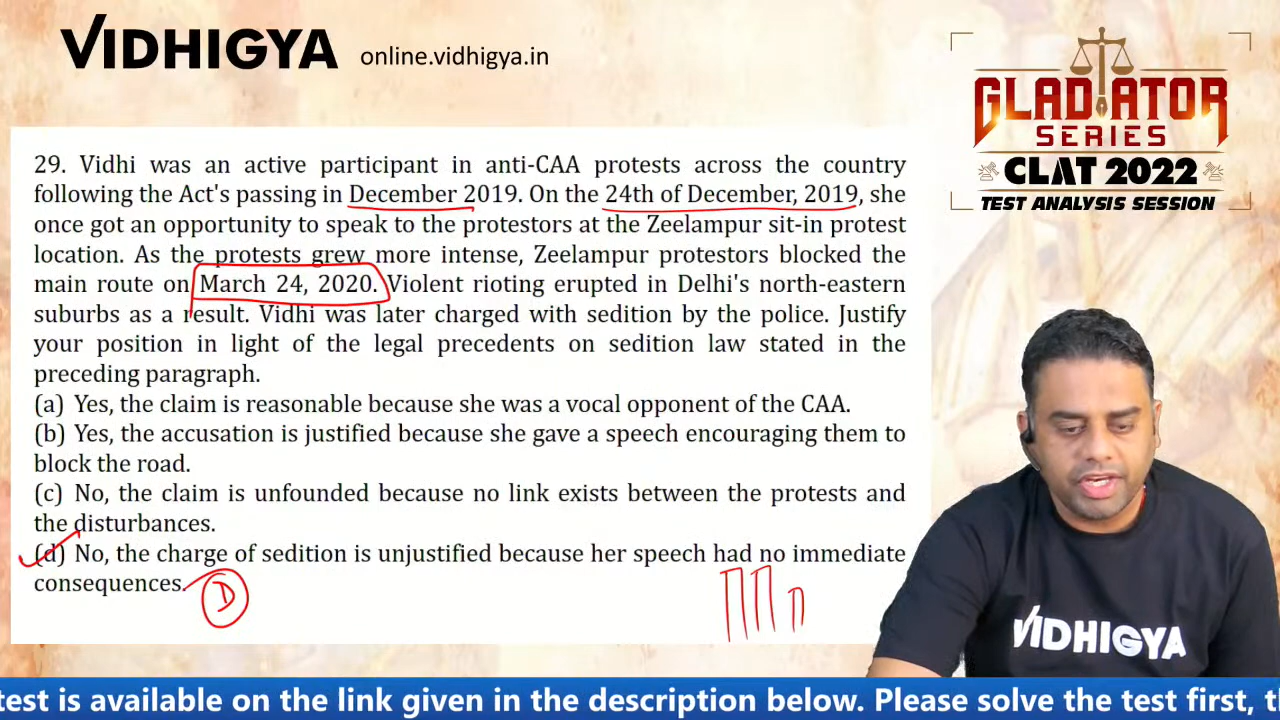 VIDHIGYA online.vidhigya.in
GLADIATOR
SERIES
CLAT 2022
TEST ANALYSIS SESSION
29. Vidhi was an active participant in anti-CAA protests across the country
following the Act's passing in December 2019. On the 24th of December, 2019, she
once got an opportunity to speak to the protestors at the Zeelampur sit-in protest
location. As the protests grew more intense, Zeelampur protestors blocked the
main route on March 24, 2020. Violent rioting erupted in Delhi's north-eastern
suburbs as a result. Vidhi was later charged with sedition by the police. Justify
your position in light of the legal precedents on sedition law stated in the
preceding paragraph.
(a) Yes, the claim is reasonable because she was a vocal opponent of the CAA.
(b) Yes, the accusation is justified because she gave a speech encouraging them to
block the road.
(c) No, the claim is unfounded because no link exists between the protests and
the disturbances.
(d) No, the charge of sedition is unjustified because her speech had no immediate
consequences.
D
VIDHIGYA
test is available on the link given in the description below. Please solve the test first, t